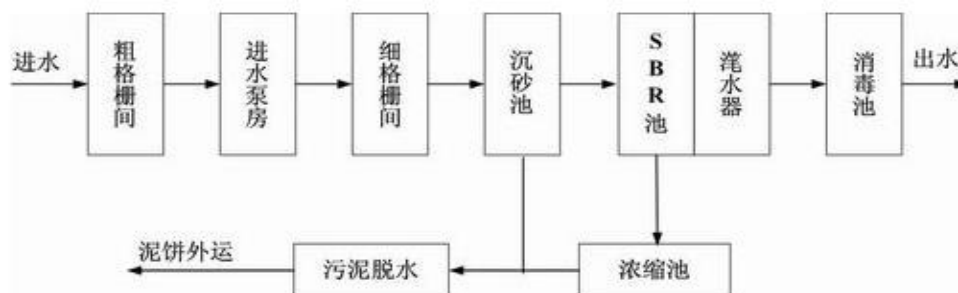 进水
粗格栅间
进水泵房
细格栅间
沉砂池
SBR池
滗水器
消毒池
出水
泥饼外运
污泥脱水
浓缩池